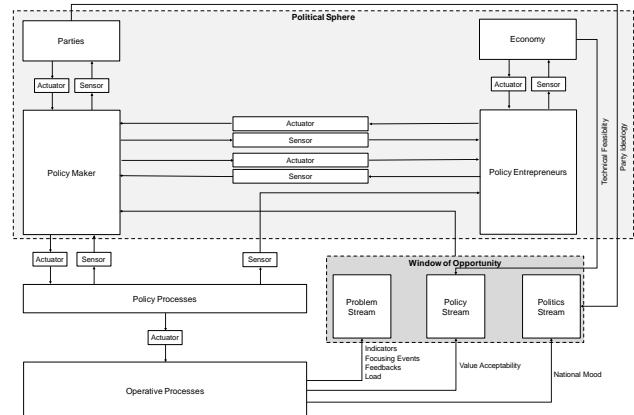 Political Sphere
Parties
Economy
Actuator
Sensor
Actuator
Sensor
Policy Maker
Actuator
Sensor
Actuator
Sensor
Policy Entrepreneurs
Technical Feasibility
Party Ideology
Actuator
Sensor
Sensor
Window of Opportunity
Policy Processes
Problem
Stream
Policy
Stream
Politics
Stream
Actuator
Operative Processes
Indicators
Focusing Events
Feedbacks
Load
Value Acceptability
National Mood